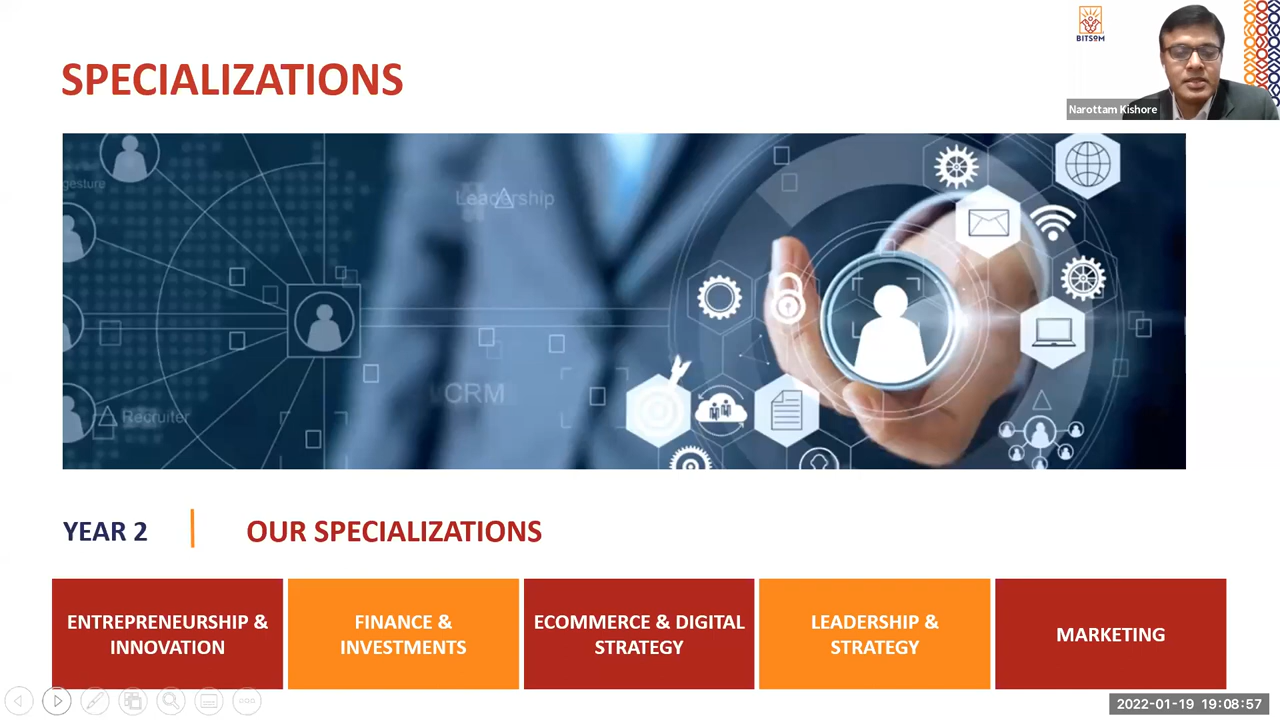 BITSoM
SPECIALIZATIONS
Narottam Kishore
gesture
Leadership
CRM
Recruiter
YEAR 2
OUR SPECIALIZATIONS
ENTREPRENEURSHIP &
INNOVATION
FINANCE &
INVESTMENTS
ECOMMERCE & DIGITAL
STRATEGY
LEADERSHIP &
STRATEGY
MARKETING
2022-01-19 19:08:57